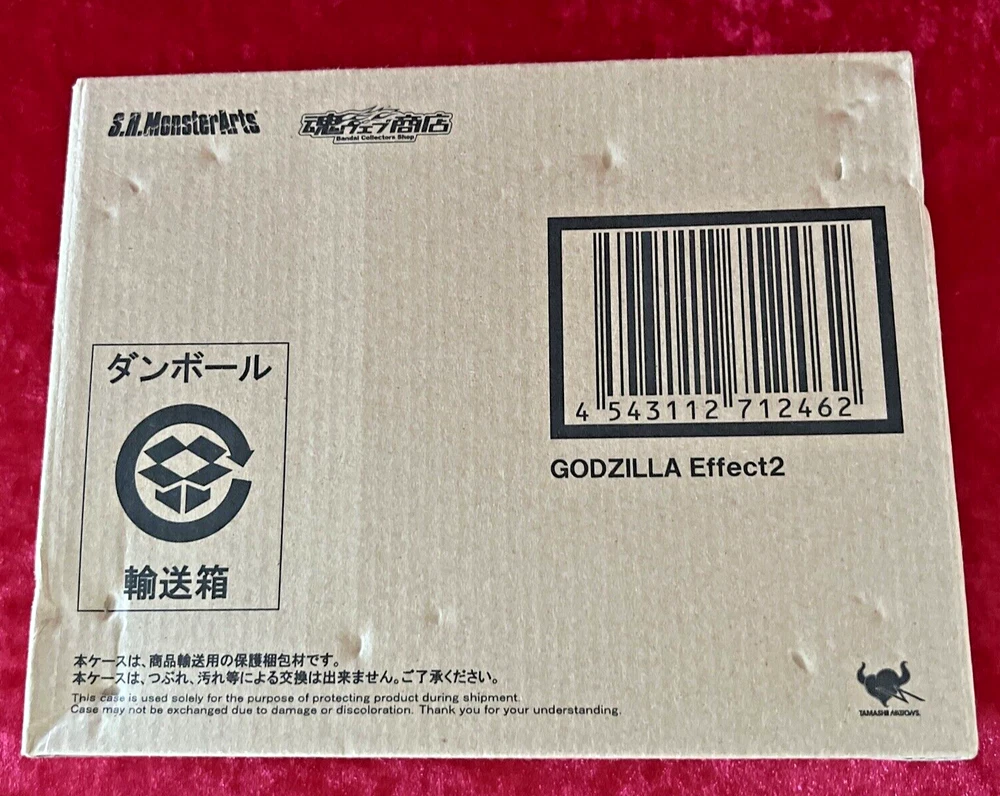 S.H.MonsterArts
魂ウェブ商店
Bandai Collectors Shop
4 543112 712462
GODZILLA Effect2
ダンボール
輸送箱
本ケースは、商品輸送用の保護梱包材です。
本ケースは、つぶれ、汚れ等による交換は出来ません。ご了承ください。
This case is used solely for the purpose of protecting product during shipment.
Case may not be exchanged due to damage or discoloration. Thank you for your understanding.
TAMASHII NATIONS